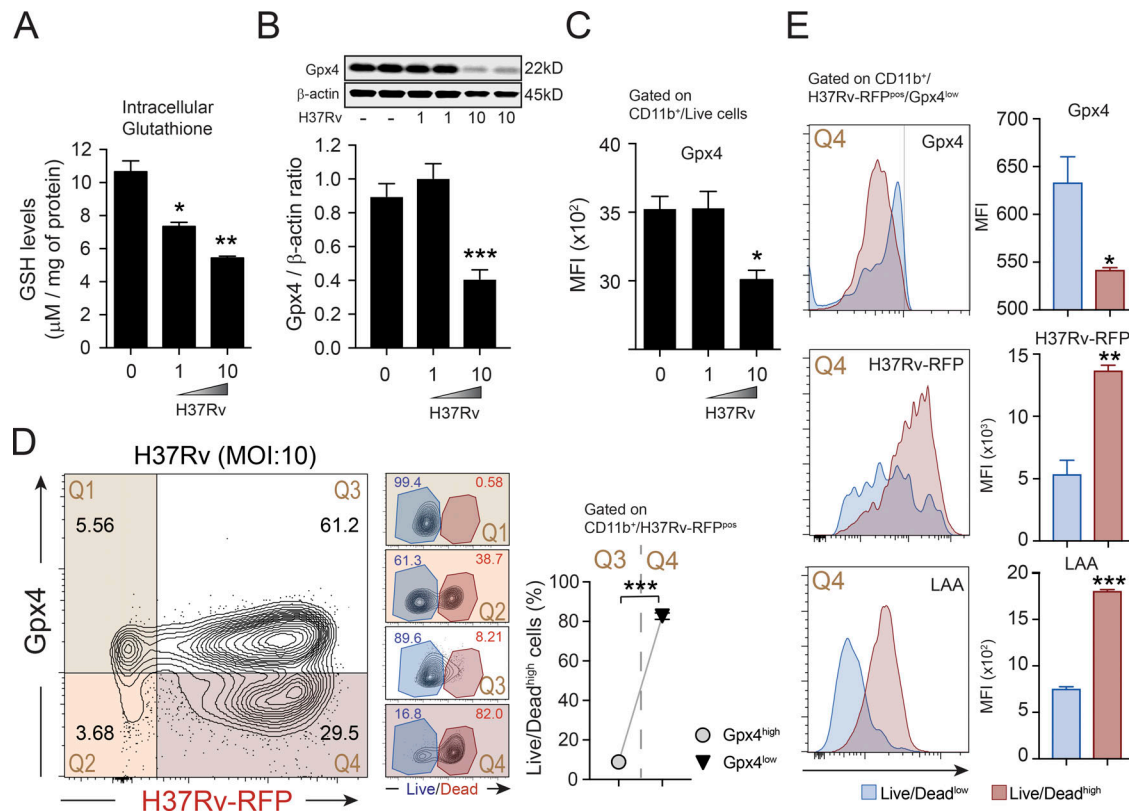 A
Intracellular
Glutathione
GSH levels
(μM / mg of protein)
12
10
8
6
4
2
0
*
**
0
1
10
H37Rv
B
Gpx4
22kD
β-actin
45kD
H37Rv - - 1 1 10 10
Gpx4 / β-actin ratio
1.2
1.0
0.8
0.6
0.4
0.2
0.0
***
0
1
10
H37Rv
C
Gated on
CD11b⁺/Live cells
Gpx4
MFI (x10²)
40
35
30
*
0
1
10
H37Rv
D
H37Rv (MOI:10)
Gpx4
H37Rv-RFP
Q1
5.56
Q3
61.2
3.68
Q2
29.5
Q4
99.4
0.58
Q1
61.3
38.7
Q2
89.6
8.21
Q3
16.8
82.0
Q4
Live/Dead
Gated on
CD11b⁺/H37Rv-RFPᵖᵒˢ
Q3
Q4
***
Live/Deadʰⁱᵍʰ cells (%)
100
80
60
40
20
0
Gpx4ʰⁱᵍʰ
Gpx4ˡᵒʷ
E
Gated on CD11b⁺/
H37Rv-RFPᵖᵒˢ/Gpx4ˡᵒʷ
Q4
Gpx4
Gpx4
MFI
700
650
600
550
500
*
Q4
H37Rv-RFP
H37Rv-RFP
MFI (x10³)
15
10
5
0
**
Q4
LAA
LAA
MFI (x10²)
20
10
0
***
Live/Deadˡᵒʷ
Live/Deadʰⁱᵍʰ